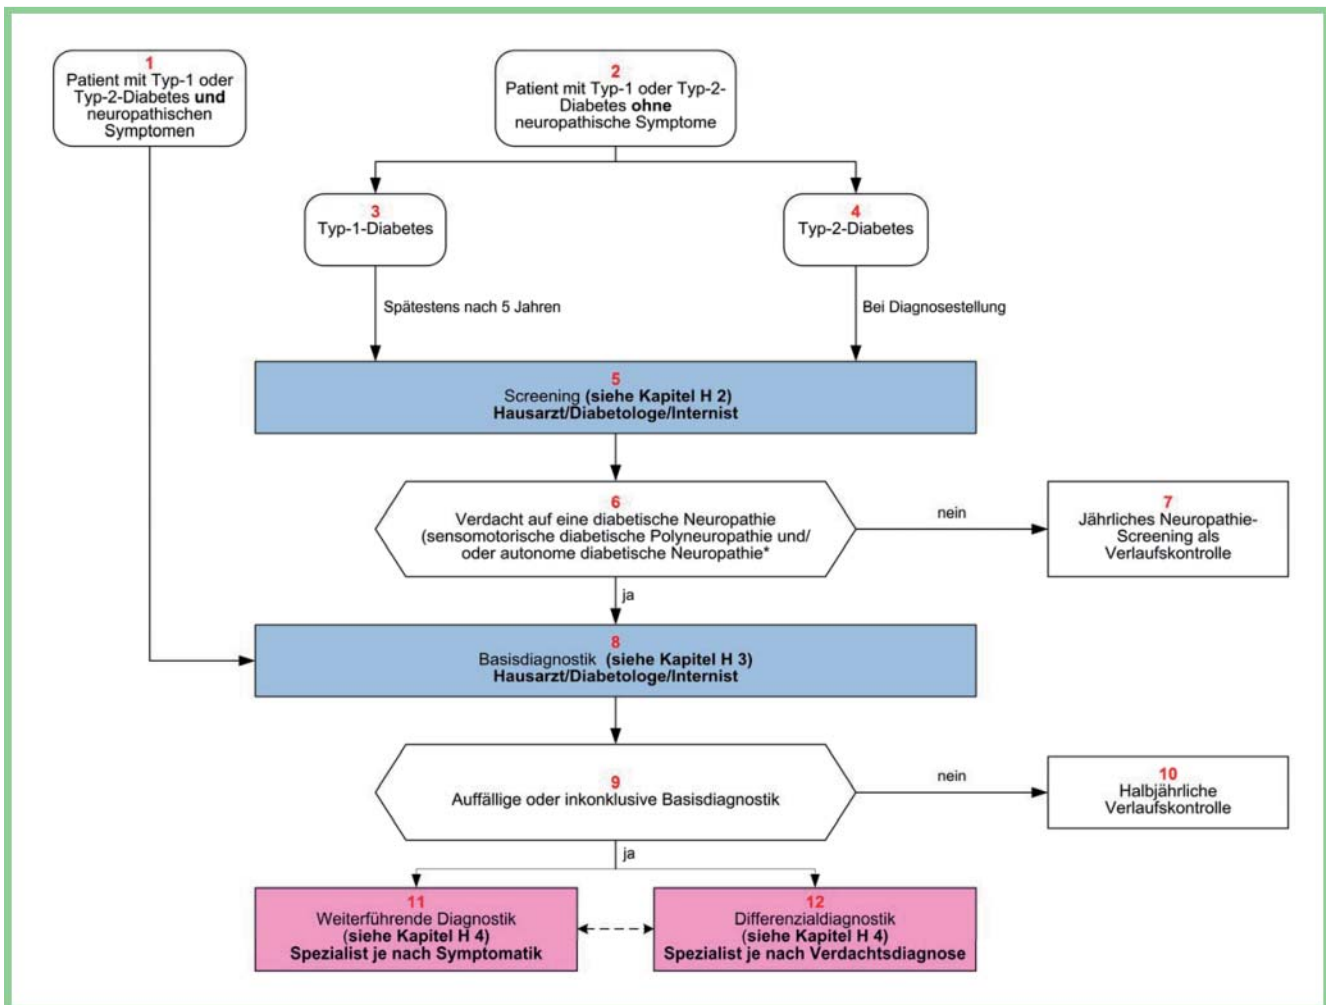 1
Patient mit Typ-1 oder
Typ-2-Diabetes und
neuropathischen
Symptomen
2
Patient mit Typ-1 oder Typ-2-
Diabetes ohne
neuropathische Symptome
3
Typ-1-Diabetes
4
Typ-2-Diabetes
Spätestens nach 5 Jahren
Bei Diagnosestellung
5
Screening (siehe Kapitel H 2)
Hausarzt/Diabetologe/Internist
6
Verdacht auf eine diabetische Neuropathie
(sensomotorische diabetische Polyneuropathie und/
oder autonome diabetische Neuropathie*
nein
7
Jährliches Neuropathie-
Screening als
Verlaufskontrolle
ja
8
Basisdiagnostik (siehe Kapitel H 3)
Hausarzt/Diabetologe/Internist
9
Auffällige oder inkonklusive Basisdiagnostik
nein
10
Halbjährliche
Verlaufskontrolle
ja
11
Weiterführende Diagnostik
(siehe Kapitel H 4)
Spezialist je nach Symptomatik
12
Differenzialdiagnostik
(siehe Kapitel H 4)
Spezialist je nach Verdachtsdiagnose